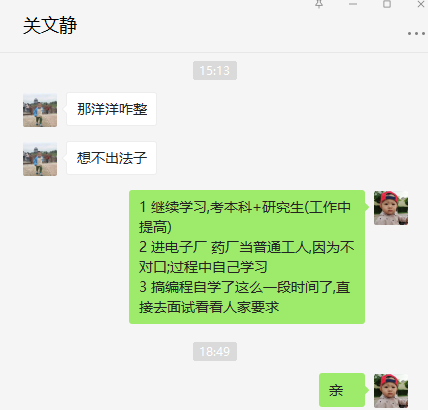 关文静
15:13
那洋洋咋整
想不出法子
1 继续学习,考本科+研究生(工作中
提高)
2 进电子厂 药厂当普通工人,因为不
对口;过程中自己学习
3 搞编程自学了这么一段时间了,直
接去面试看看人家要求
18:49
亲